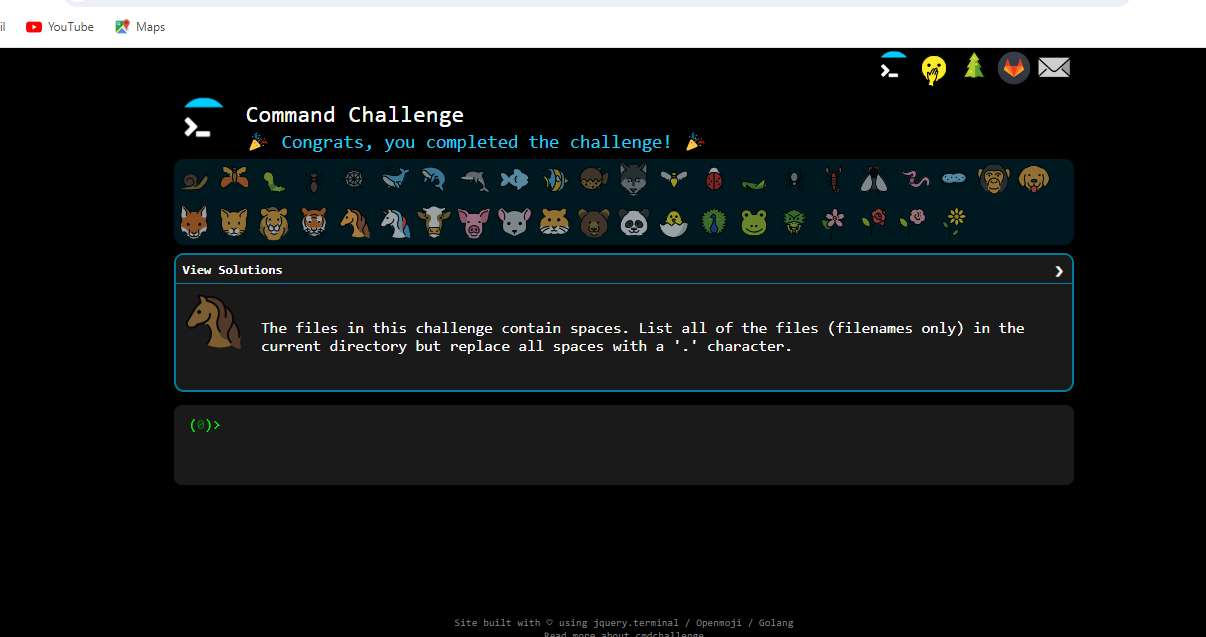 il YouTube Maps
Command Challenge
Congrats, you completed the challenge!
View Solutions
The files in this challenge contain spaces. List all of the files (filenames only) in the
current directory but replace all spaces with a '.' character.
(0)>
Site built with ♡ using jquery.terminal / Openmoji / Golang
Read more about cmdchallenge